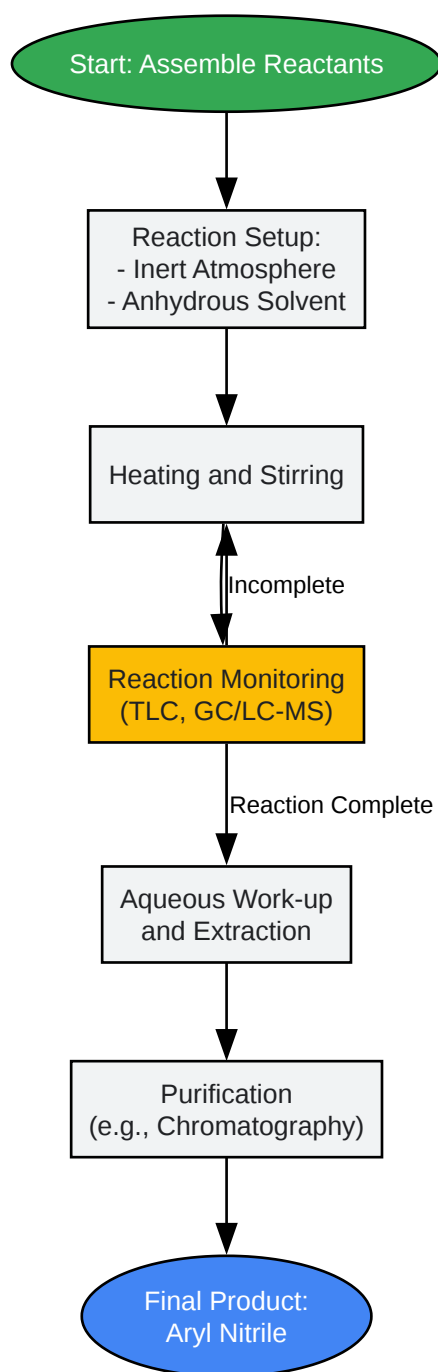 Start: Assemble Reactants
Reaction Setup:
- Inert Atmosphere
- Anhydrous Solvent
Heating and Stirring
Incomplete
Reaction Monitoring
(TLC, GC/LC-MS)
Reaction Complete
Aqueous Work-up
and Extraction
Purification
(e.g., Chromatography)
Final Product:
Aryl Nitrile